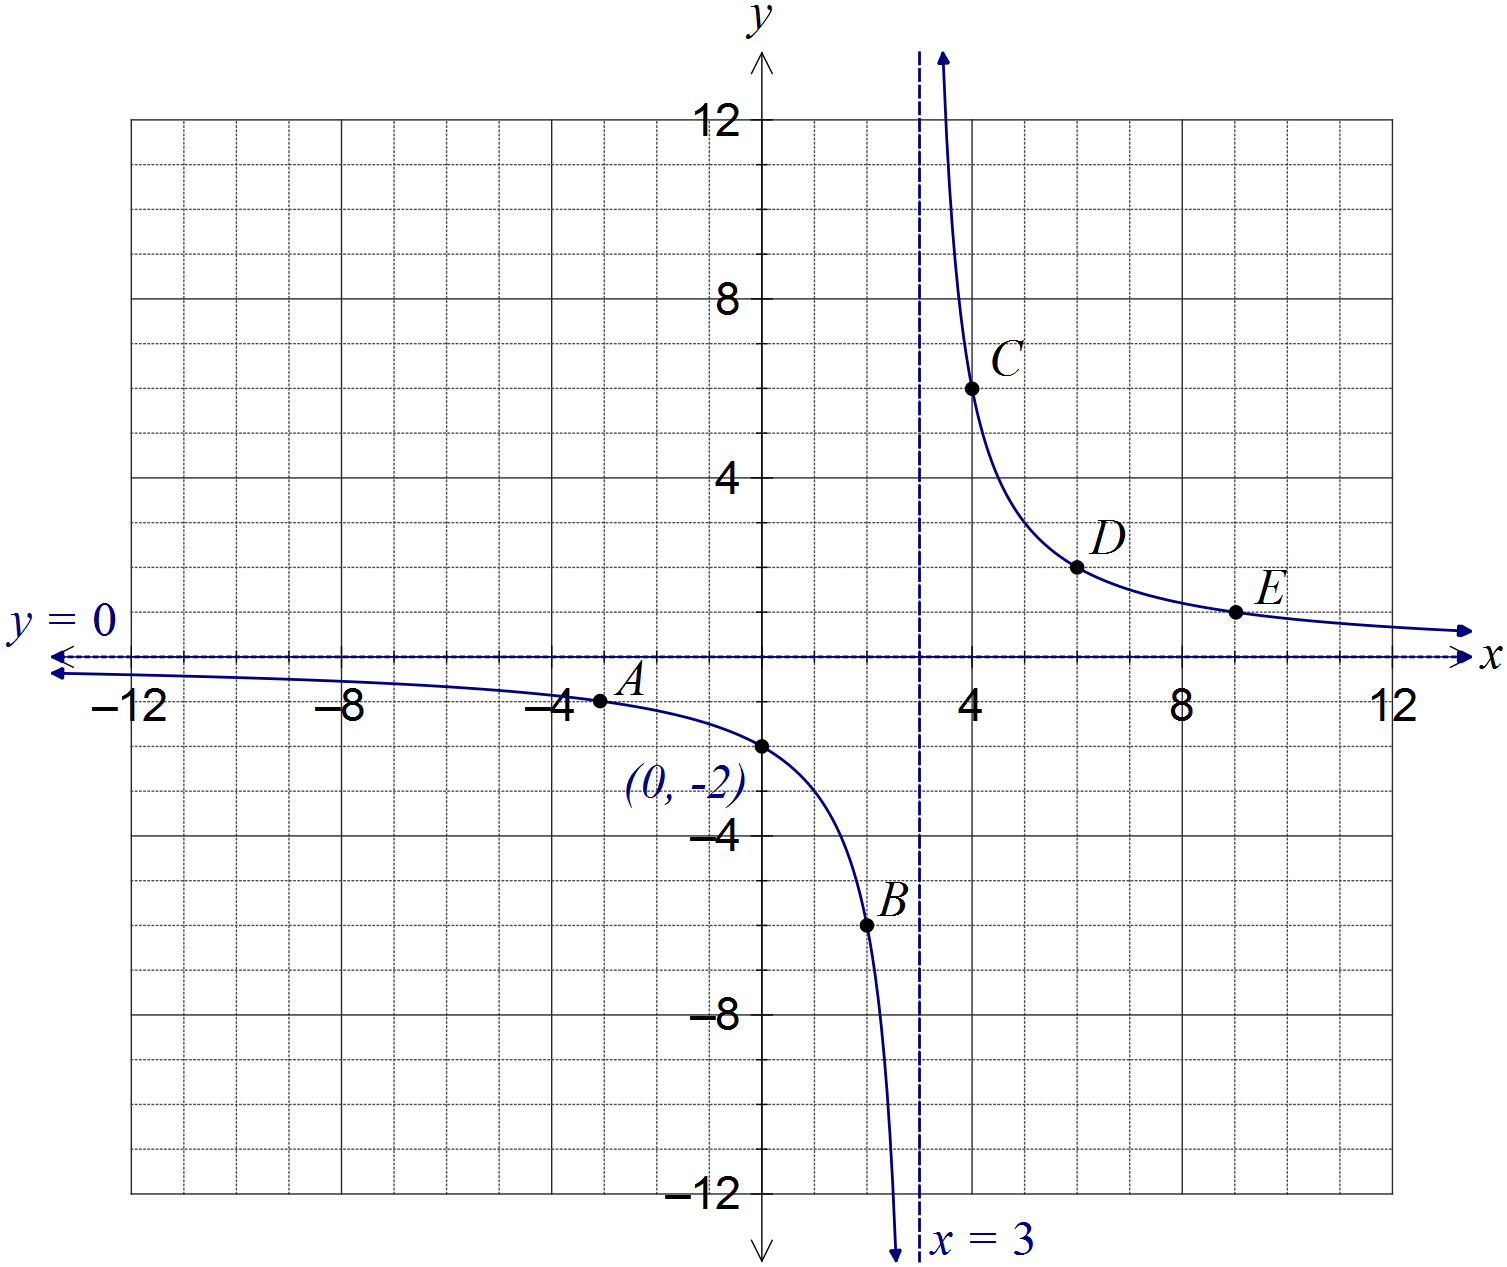 y
12
8
C
4
D
E
y = 0
x
A
–12
–8
–4
4
8
12
(0, -2)
–4
B
–8
–12
x = 3